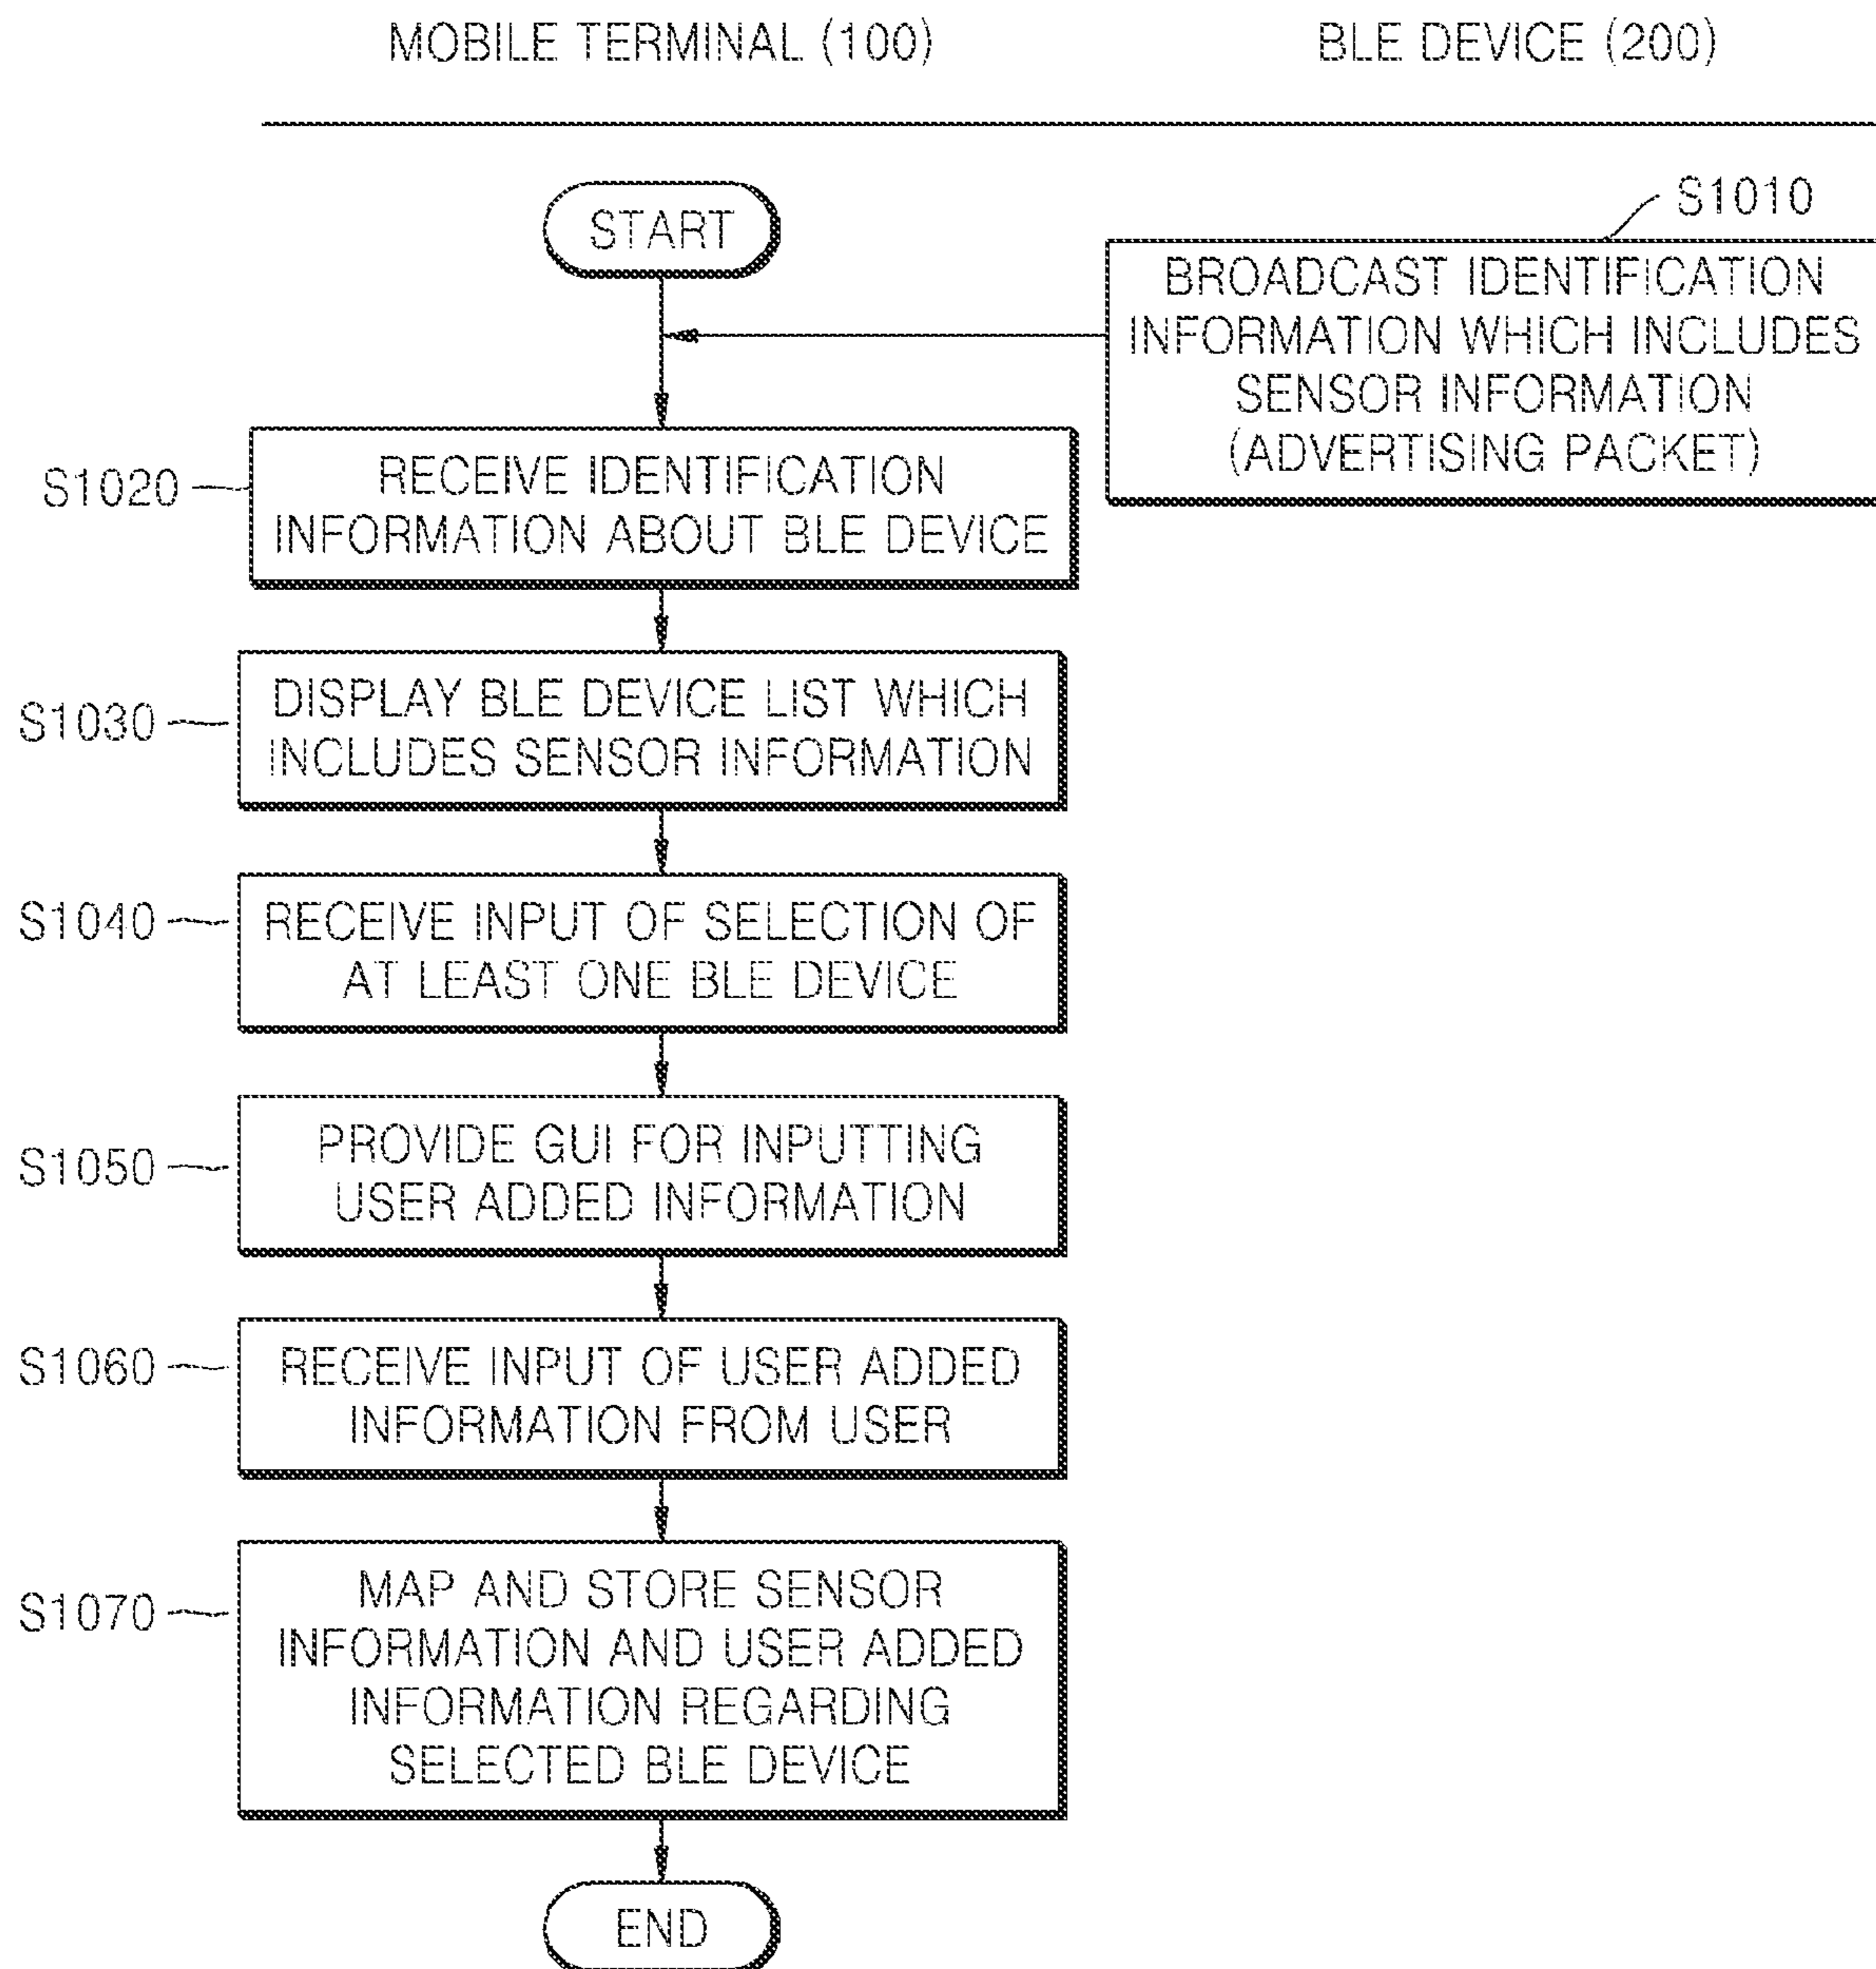 MOBILE TERMINAL (100)
BLE DEVICE (200)
START
S1010
BROADCAST IDENTIFICATION
INFORMATION WHICH INCLUDES
SENSOR INFORMATION
(ADVERTISING PACKET)
S1020
RECEIVE IDENTIFICATION
INFORMATION ABOUT BLE DEVICE
S1030
DISPLAY BLE DEVICE LIST WHICH
INCLUDES SENSOR INFORMATION
S1040
RECEIVE INPUT OF SELECTION OF
AT LEAST ONE BLE DEVICE
S1050
PROVIDE GUI FOR INPUTTING
USER ADDED INFORMATION
S1060
RECEIVE INPUT OF USER ADDED
INFORMATION FROM USER
S1070
MAP AND STORE SENSOR
INFORMATION AND USER ADDED
INFORMATION REGARDING
SELECTED BLE DEVICE
END